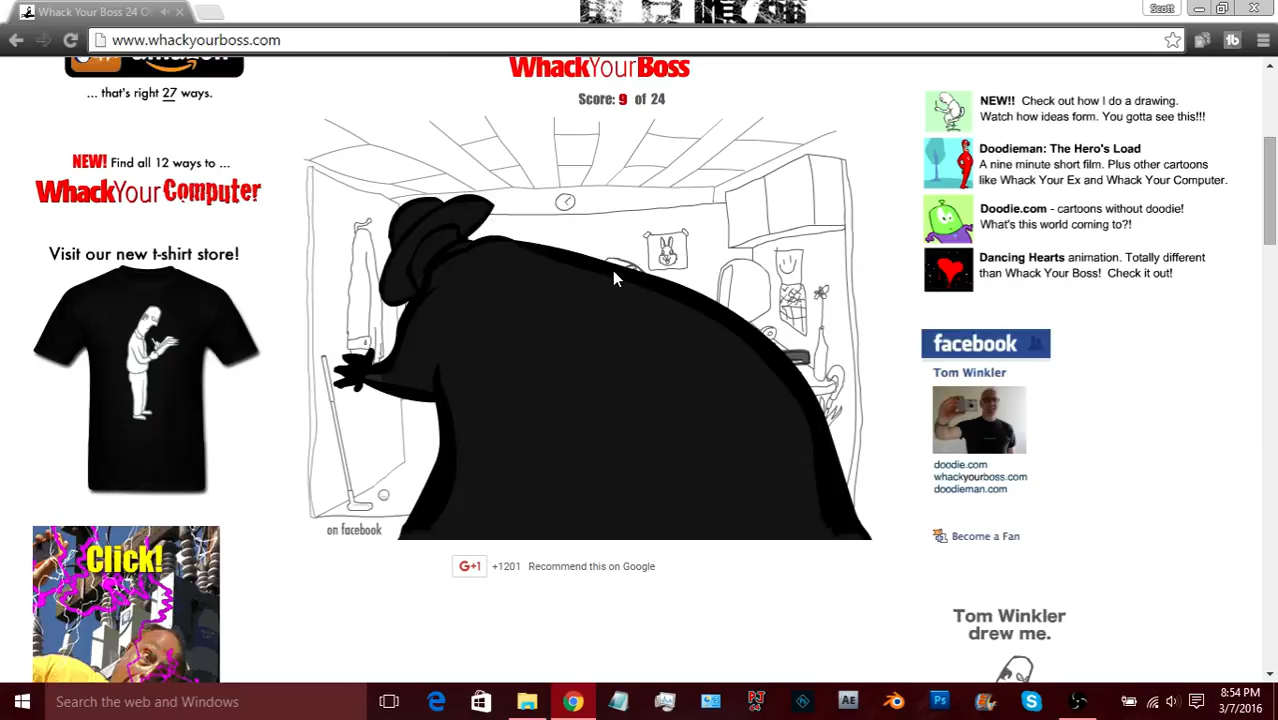 Whack Your Boss 24 O
Scott
www.whackyourboss.com
amazon
... that's right 27 ways.
NEW! Find all 12 ways to ...
WhackYourComputer
Visit our new t-shirt store!
Click!
WhackYourBoss
Score: 9 of 24
on facebook
G+1 +1201 Recommend this on Google
NEW!! Check out how I do a drawing.
Watch how ideas form. You gotta see this!!!
Doodieman: The Hero's Load
A nine minute short film. Plus other cartoons
like Whack Your Ex and Whack Your Computer.
Doodie.com - cartoons without doodie!
What's this world coming to?!
Dancing Hearts animation. Totally different
than Whack Your Boss! Check it out!
facebook
Tom Winkler
doodie.com
whackyourboss.com
doodieman.com
Become a Fan
Tom Winkler
drew me.
Search the web and Windows
Ae
Ps
8:54 PM
3/7/2016